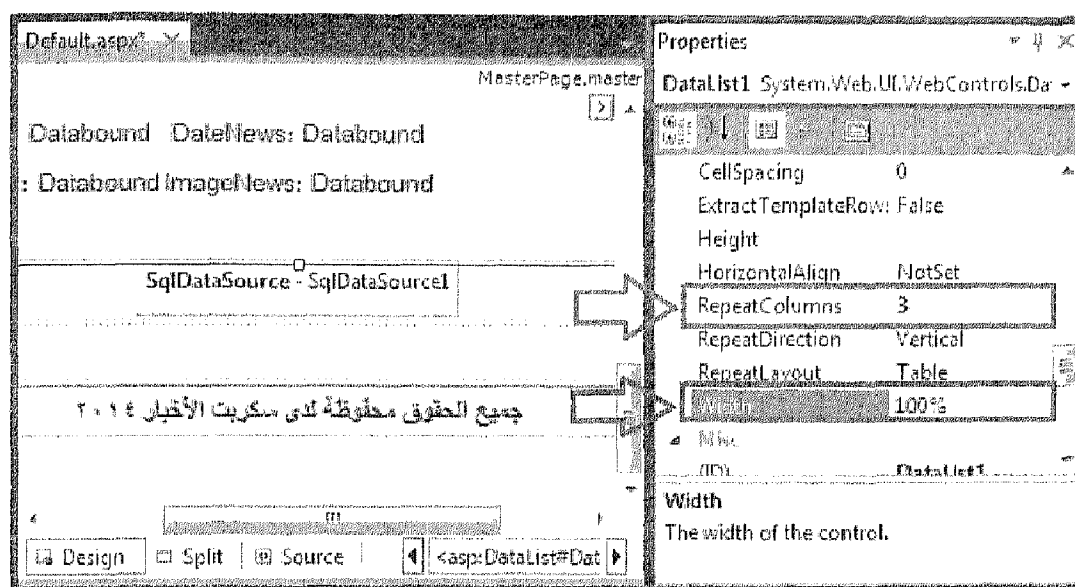 Default.aspx*
MasterPage.master
Databound DateNews: Databound
: Databound ImageNews: Databound
SqlDataSource - SqlDataSource1
جميع الحقوق محفوظة لدى سكربت الأخبار ٢٠١٤
Design Split Source <asp:DataList#Dat
Properties
DataList1 System.Web.UI.WebControls.Da
CellSpacing 0
ExtractTemplateRow: False
Height
HorizontalAlign NotSet
RepeatColumns 3
RepeatDirection Vertical
RepeatLayout Table
Width 100%
Misc
(ID) DataList1
Width
The width of the control.